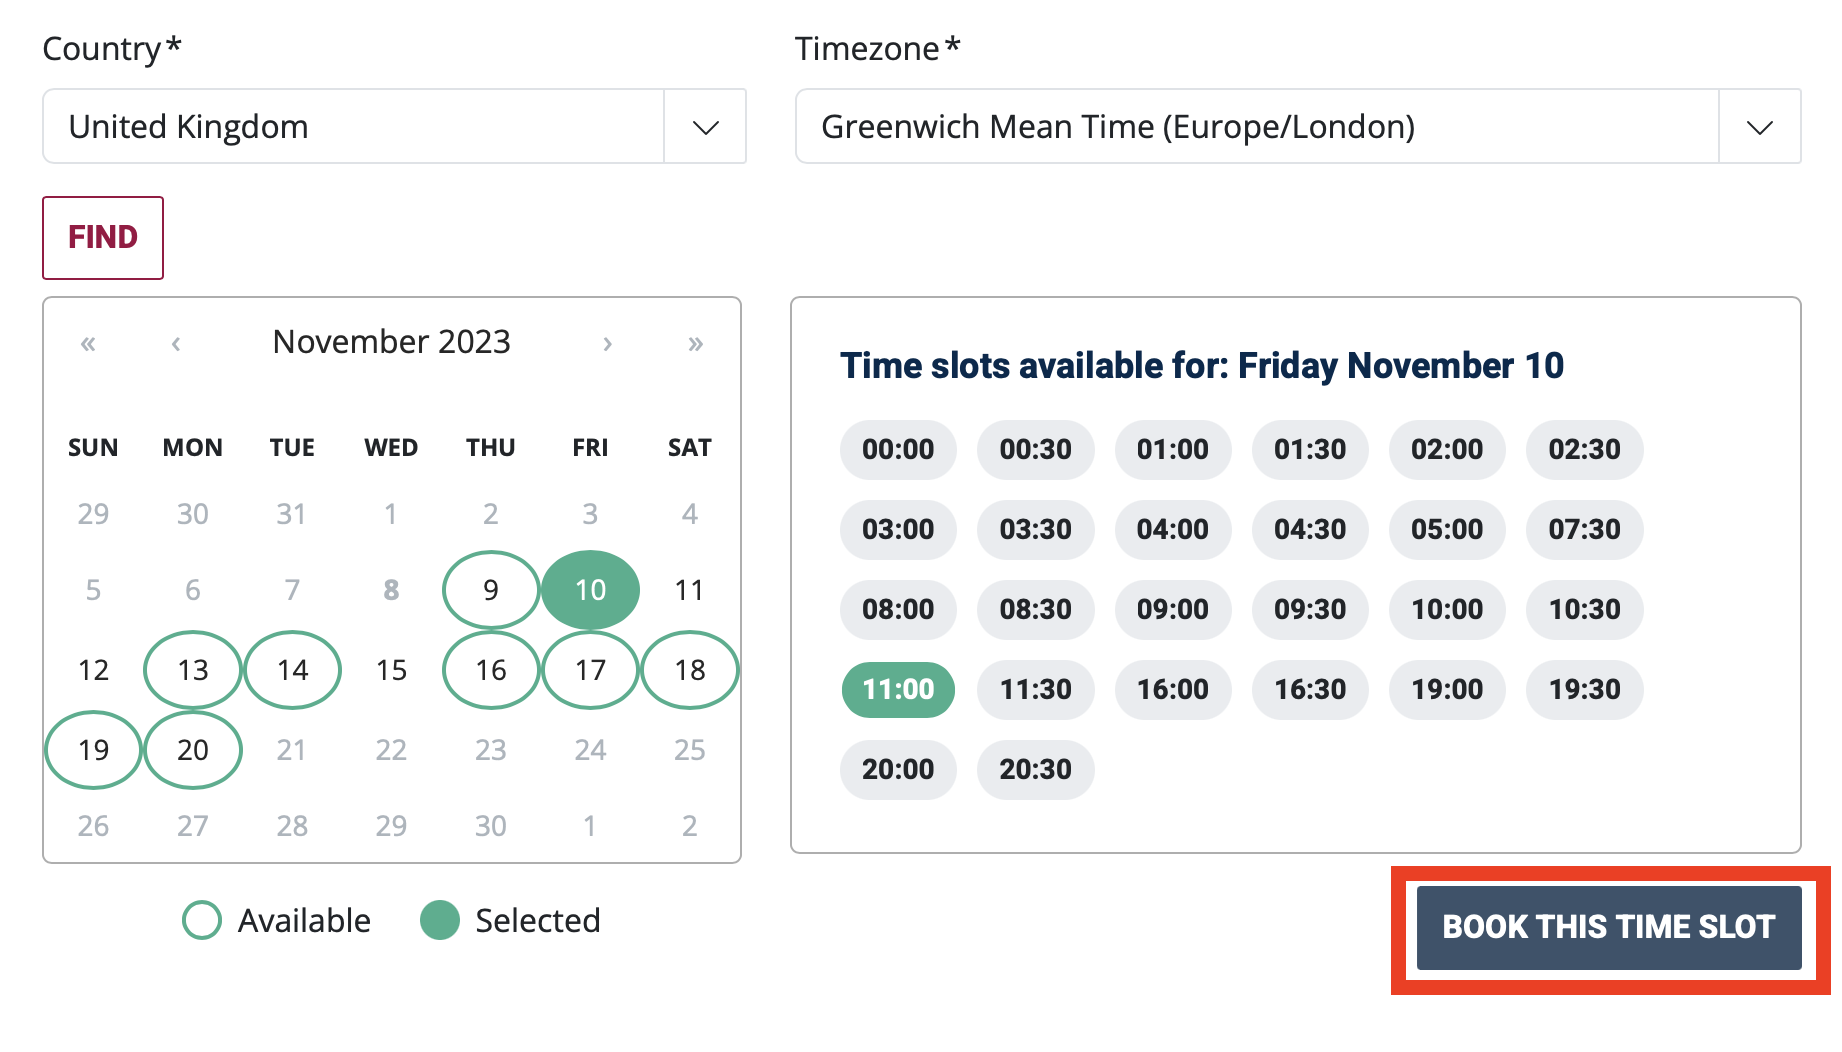 Country*
Timezone*
United Kingdom
Greenwich Mean Time (Europe/London)
FIND
« ‹ November 2023 › »
SUN MON TUE WED THU FRI SAT
29 30 31 1 2 3 4
5 6 7 8 9 10 11
12 13 14 15 16 17 18
19 20 21 22 23 24 25
26 27 28 29 30 1 2
Available
Selected
Time slots available for: Friday November 10
00:00 00:30 01:00 01:30 02:00 02:30
03:00 03:30 04:00 04:30 05:00 07:30
08:00 08:30 09:00 09:30 10:00 10:30
11:00 11:30 16:00 16:30 19:00 19:30
20:00 20:30
BOOK THIS TIME SLOT